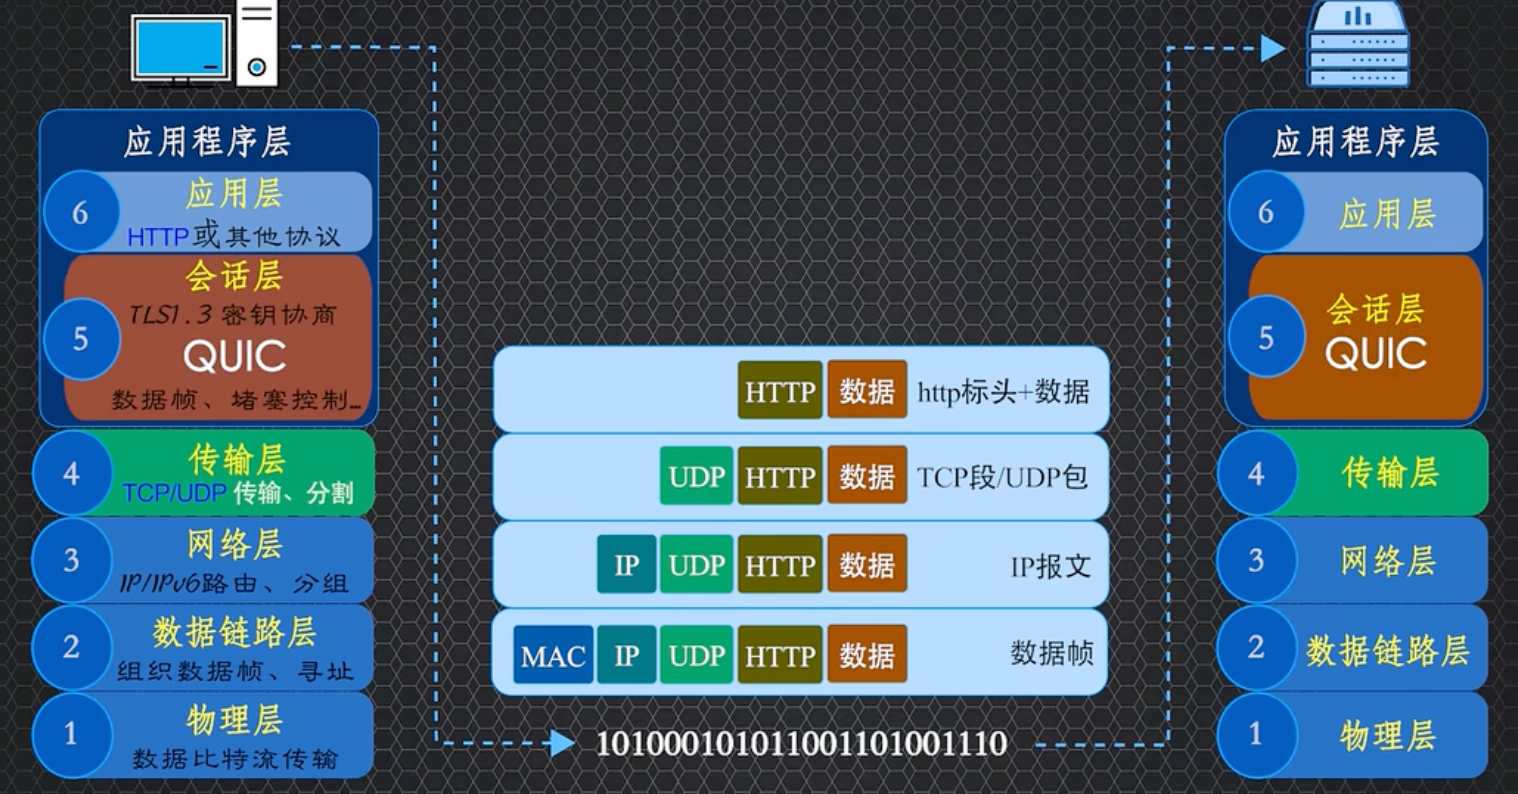 应用程序层
6
应用层
HTTP或其他协议
会话层
TLS1.3 密钥协商
5
QUIC
数据帧、堵塞控制…
4
传输层
TCP/UDP 传输、分割
3
网络层
IP/IPv6路由、分组
2
数据链路层
组织数据帧、寻址
1
物理层
数据比特流传输
HTTP 数据 http标头+数据
UDP HTTP 数据 TCP段/UDP包
IP UDP HTTP 数据 IP报文
MAC IP UDP HTTP 数据 数据帧
101000101011001101001110
应用程序层
6 应用层
会话层
5
QUIC
4 传输层
3 网络层
2 数据链路层
1 物理层